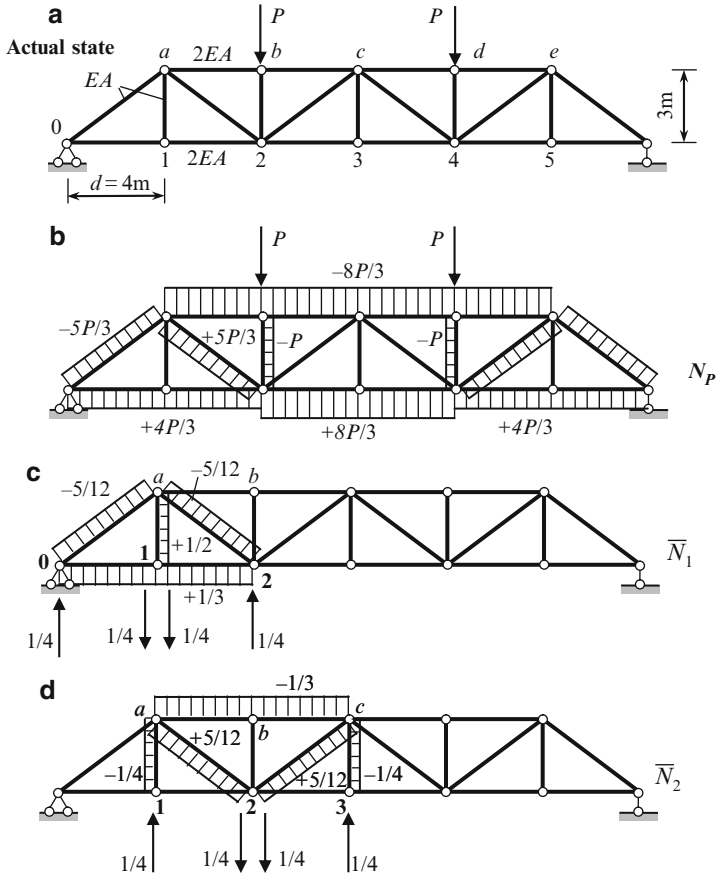 a
P P
Actual state
a 2EA b c d e
EA
0
3m
1 2EA 2 3 4 5
d = 4m
b
P P
–8P/3
–5P/3 +5P/3 –P –P
N_P
+4P/3 +8P/3 +4P/3
c
–5/12 a –5/12 b
0 1 +1/2 2
N̅_1
+1/3
1/4 1/4 1/4 1/4
d
–1/3
a b c
+5/12
–1/4 +5/12 –1/4
N̅_2
1 2 3
1/4 1/4 1/4 1/4